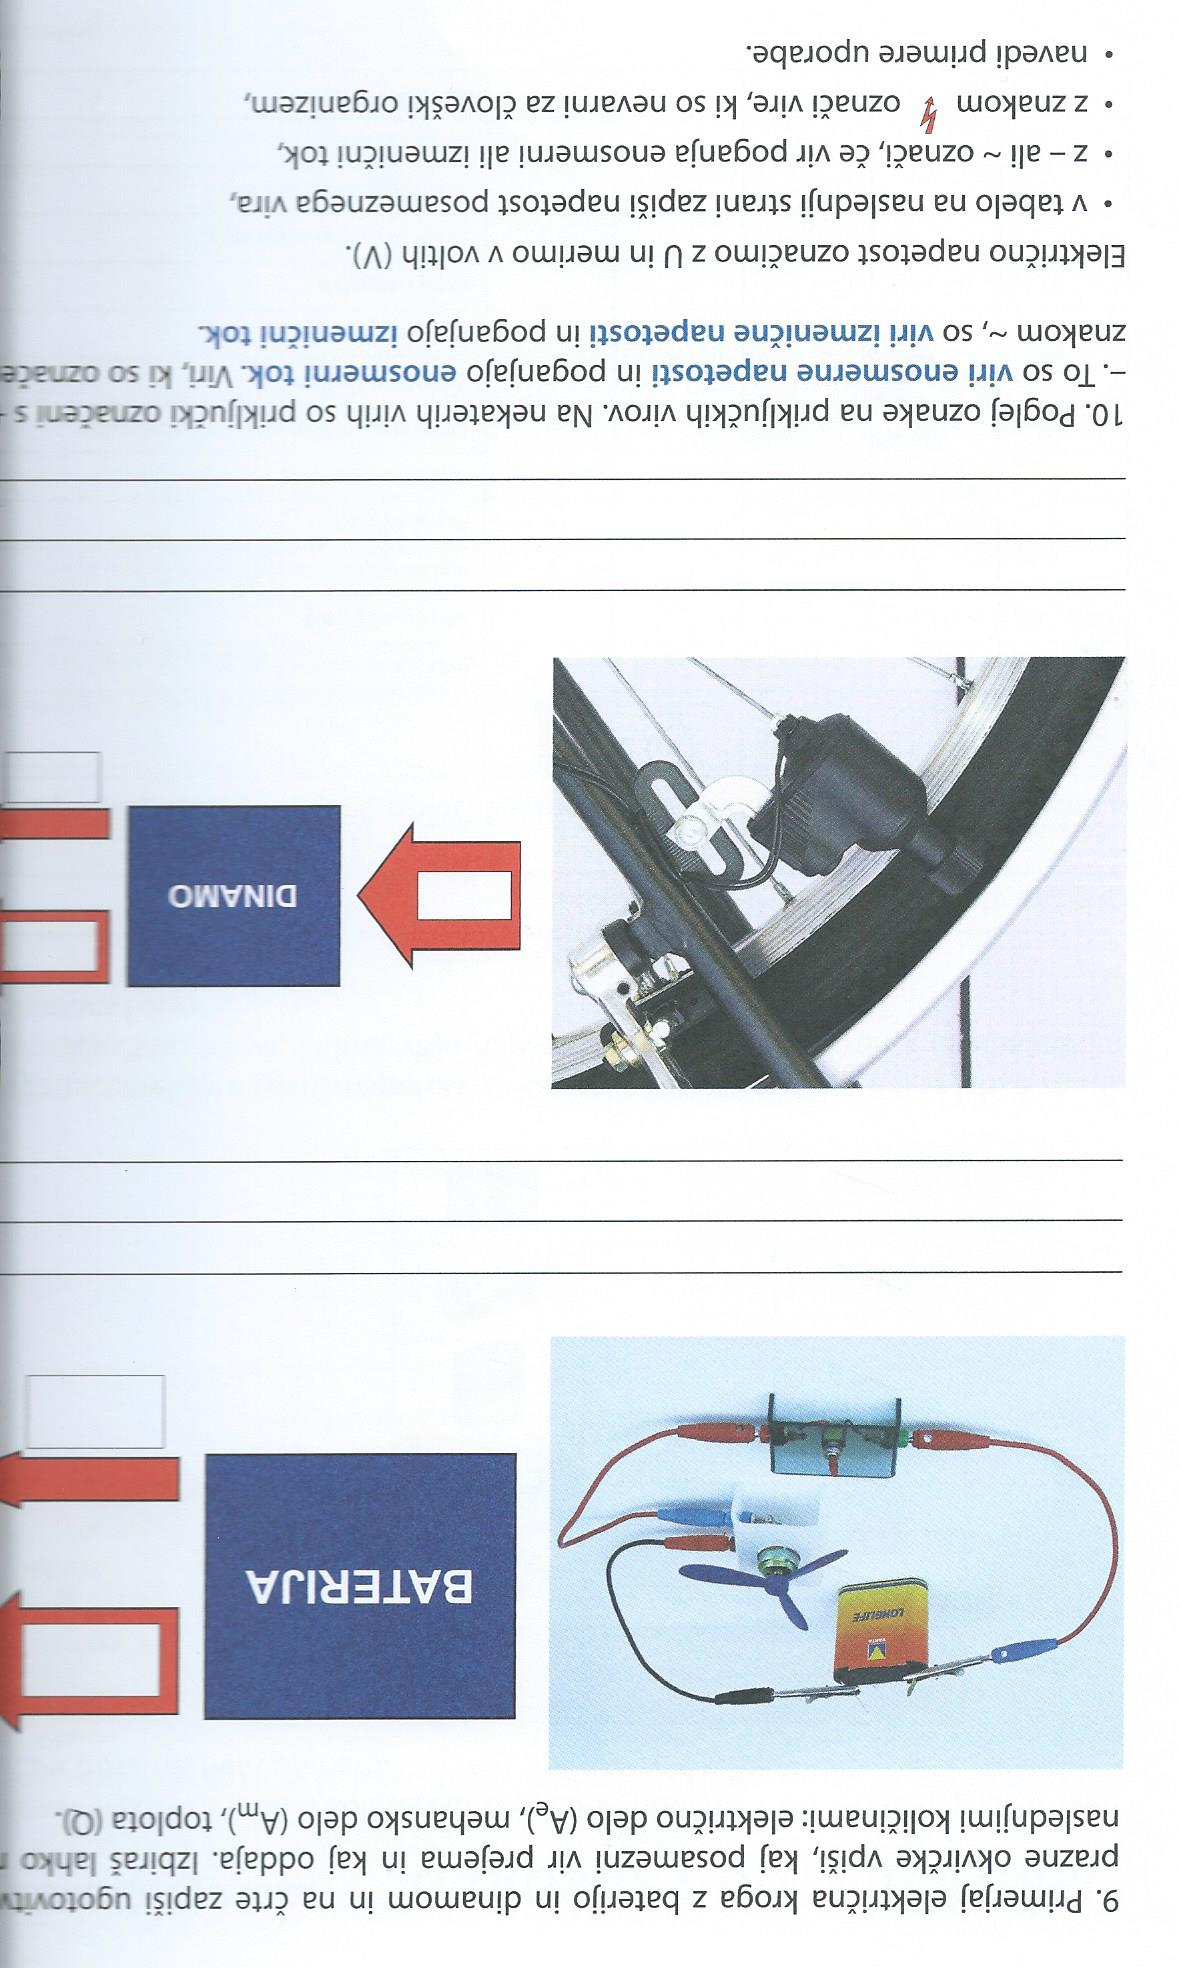 9. Primerjaj električna kroga z baterijo in dinamom in na črte zapiši ugotovitv
prazne okvirčke vpiši, kaj posamezni vir prejema in kaj oddaja. Izbiraš lahko
naslednjimi količinami: električno delo (Ae), mehansko delo (Am), toplota (Q).
VARTA
LONGLIFE
BATERIJA
DINAMO
10. Poglej oznake na priključkih virov. Na nekaterih virih so priključki označeni s
–. To so viri enosmerne napetosti in poganjajo enosmerni tok. Viri, ki so označe
znakom ~, so viri izmenične napetosti in poganjajo izmenični tok.
Električno napetost označimo z U in merimo v voltih (V).
• v tabelo na naslednji strani zapiši napetost posameznega vira,
• z – ali ~ označi, če vir poganja enosmerni ali izmenični tok,
• z znakom označi vire, ki so nevarni za človeški organizem,
• navedi primere uporabe.